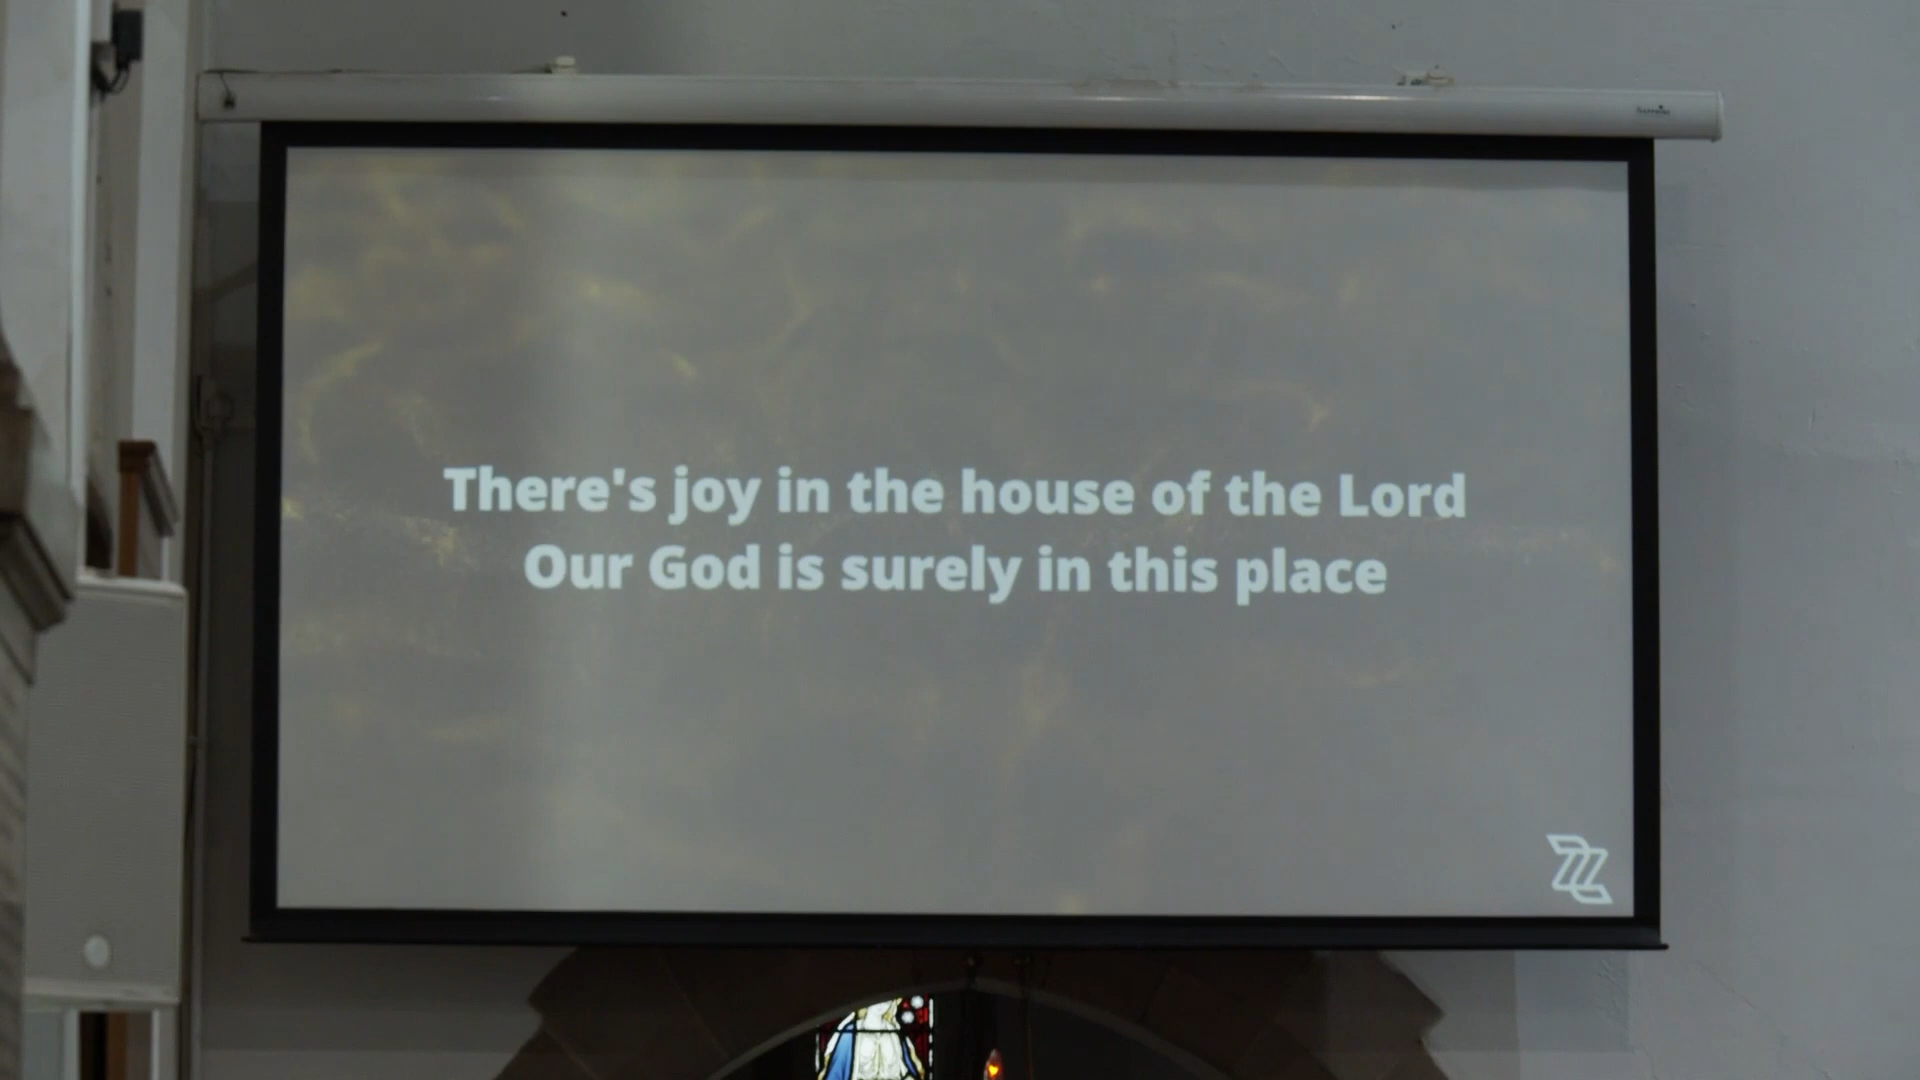 There's joy in the house of the Lord
Our God is surely in this place